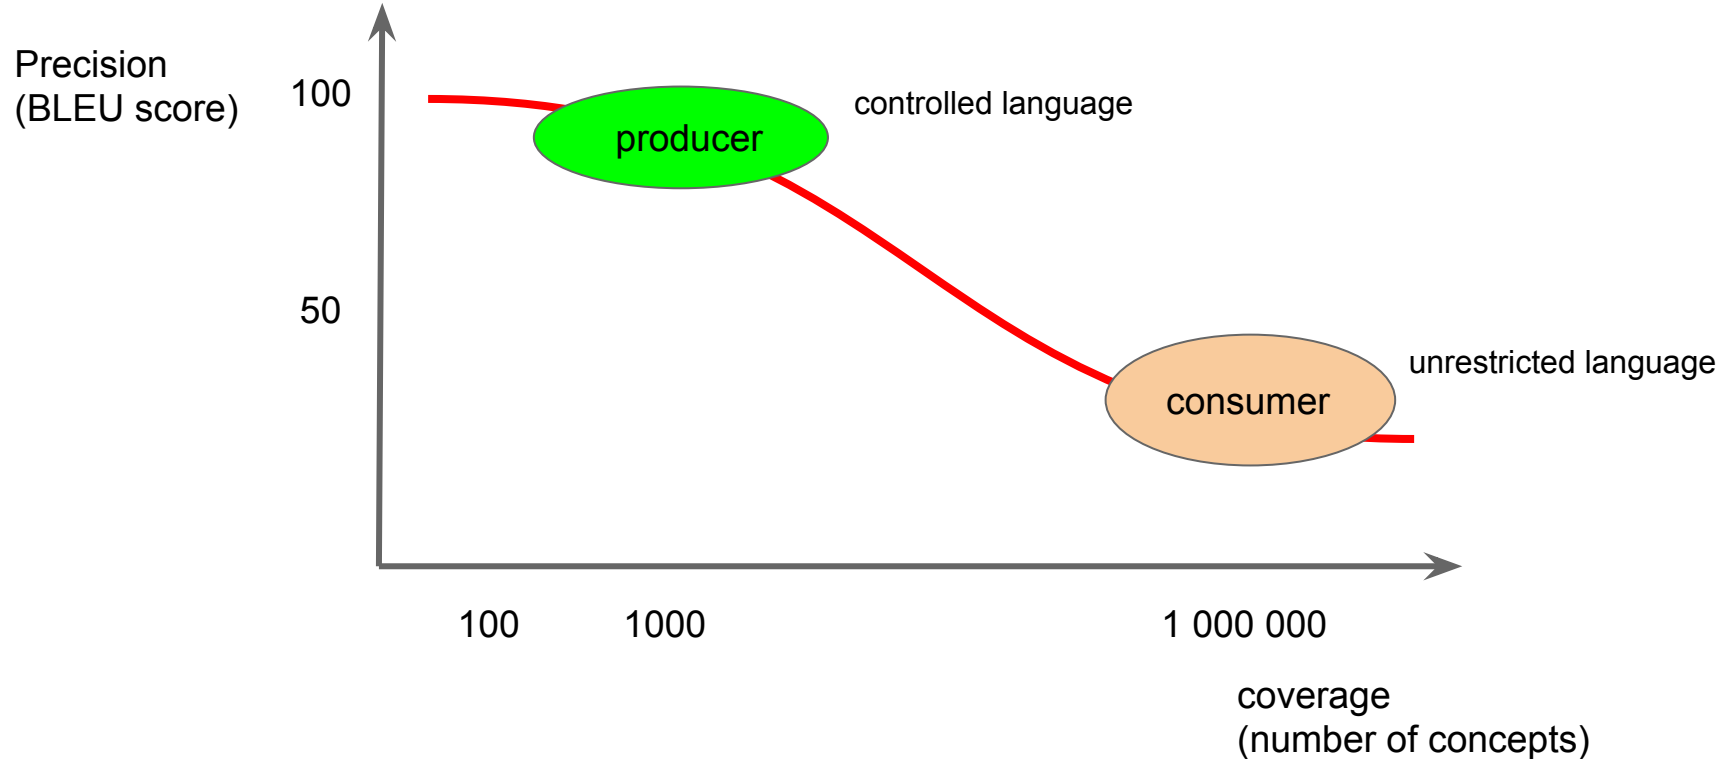 Precision
(BLEU score)
100
controlled language
producer
50
unrestricted language
consumer
100
1000
1 000 000
coverage
(number of concepts)